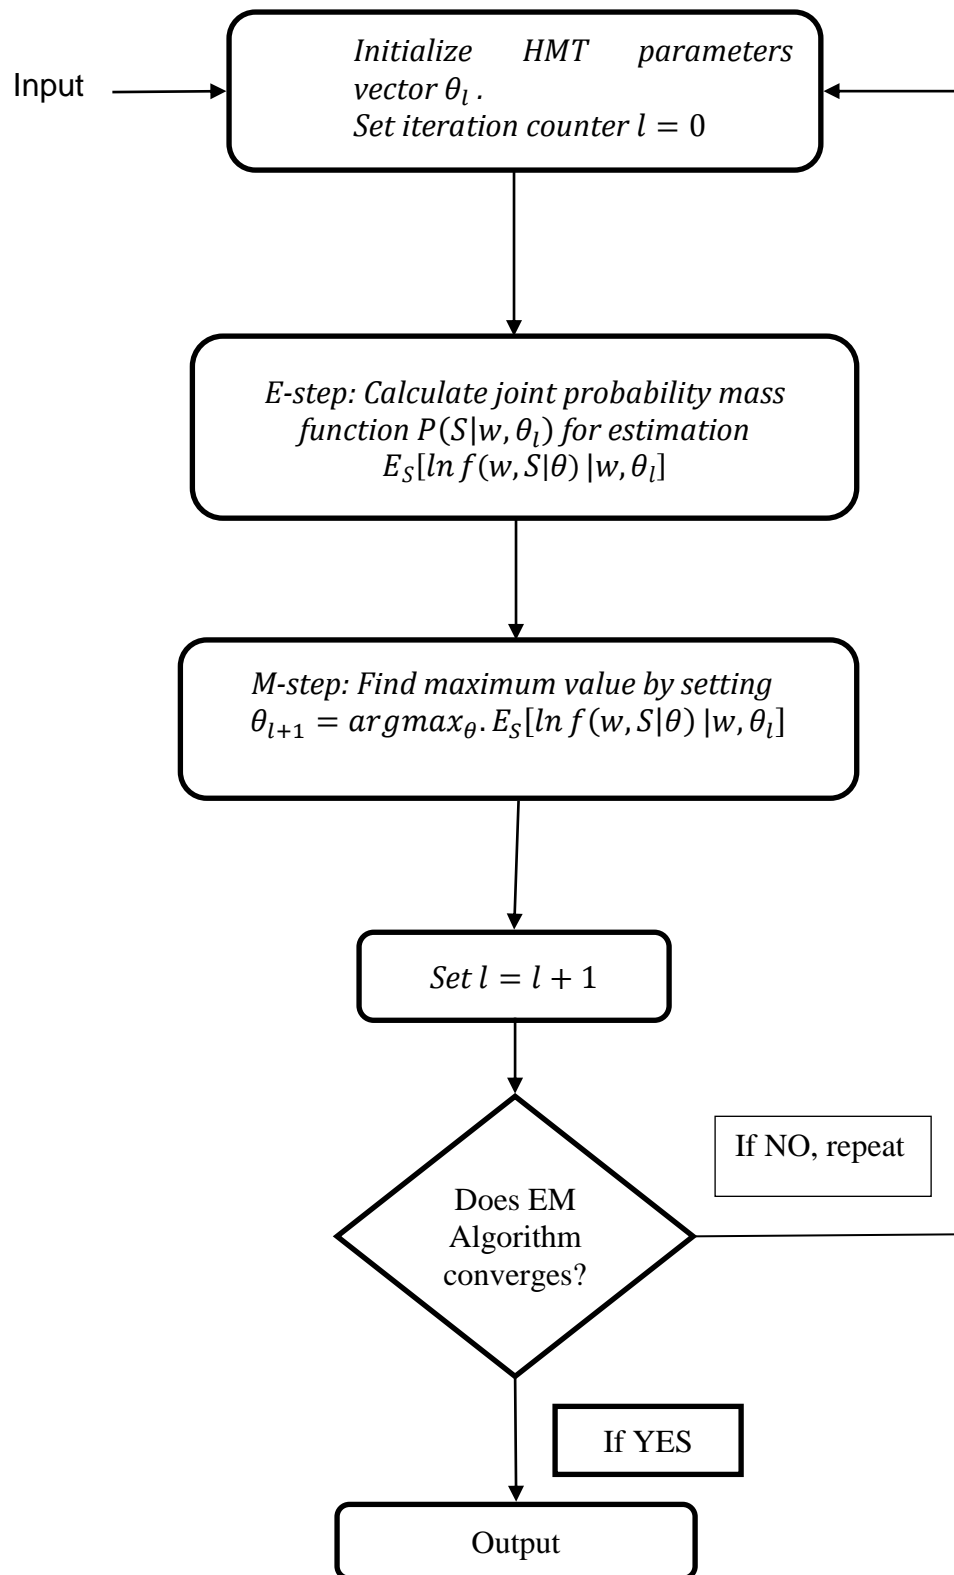 Input
Initialize HMT parameters
vector θ_l .
Set iteration counter l = 0
E-step: Calculate joint probability mass
function P(S|w, θ_l) for estimation
E_S[ln f(w, S|θ) |w, θ_l]
M-step: Find maximum value by setting
θ_{l+1} = argmax_θ. E_S[ln f(w, S|θ) |w, θ_l]
Set l = l + 1
Does EM
Algorithm
converges?
If NO, repeat
If YES
Output